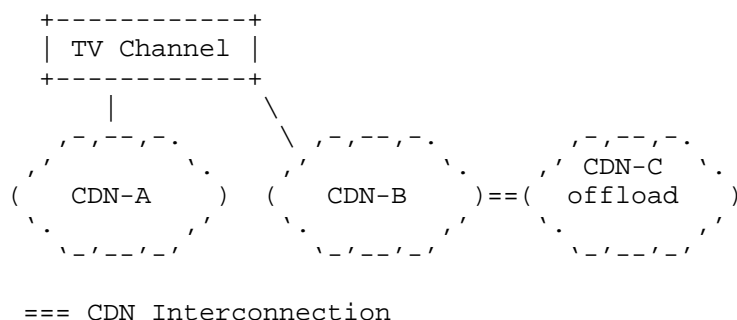 TV Channel
CDN-C
CDN-A CDN-B offload
=== CDN Interconnection